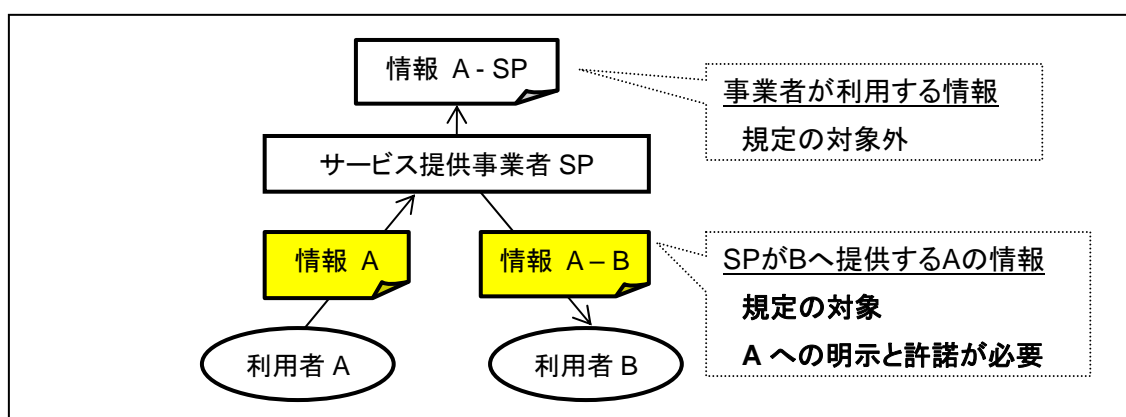 情報 A - SP
事業者が利用する情報
規定の対象外
サービス提供事業者 SP
情報 A
情報 A – B
SPがBへ提供するAの情報
規定の対象
A への明示と許諾が必要
利用者 A
利用者 B